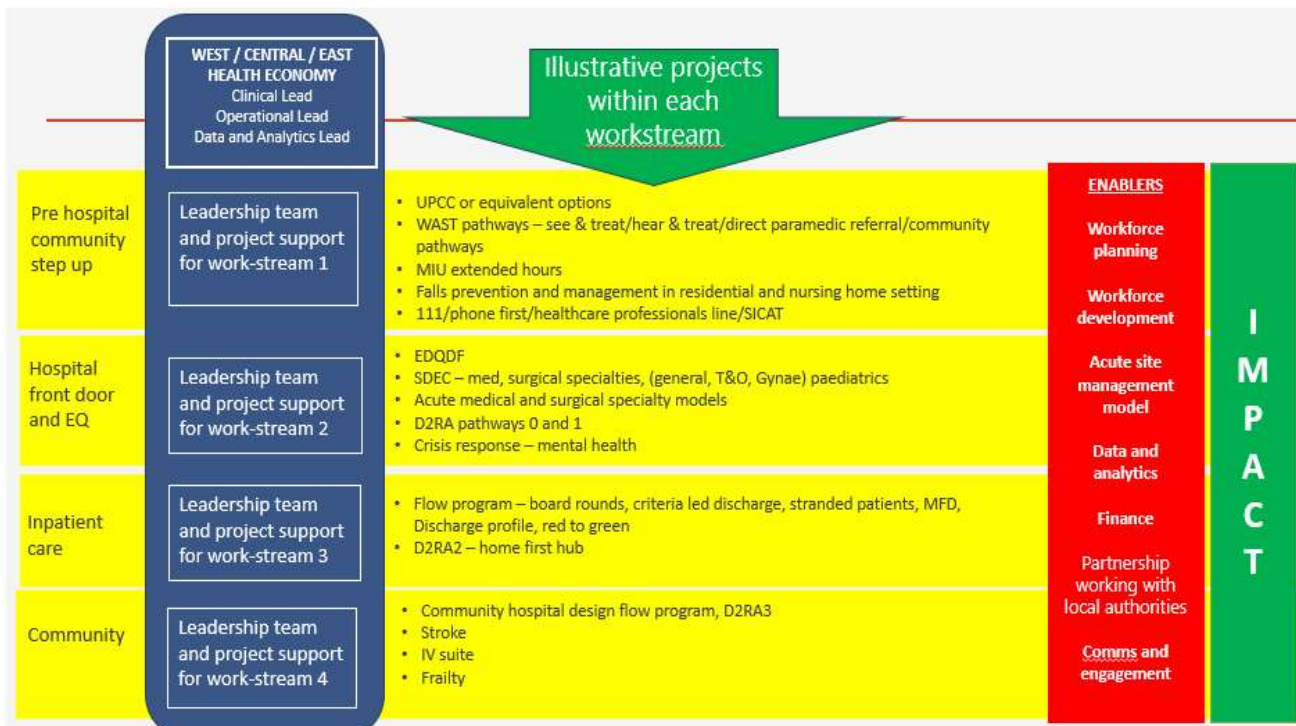 WEST / CENTRAL / EAST
HEALTH ECONOMY
Clinical Lead
Operational Lead
Data and Analytics Lead
Illustrative projects
within each
workstream
Pre hospital
community
step up
Leadership team
and project support
for work-stream 1
• UPCC or equivalent options
• WAST pathways – see & treat/hear & treat/direct paramedic referral/community
pathways
• MIU extended hours
• Falls prevention and management in residential and nursing home setting
• 111/phone first/healthcare professionals line/SICAT
Hospital
front door
and EQ
Leadership team
and project support
for work-stream 2
• EDQDF
• SDEC – med, surgical specialties, (general, T&O, Gynae) paediatrics
• Acute medical and surgical specialty models
• D2RA pathways 0 and 1
• Crisis response – mental health
Inpatient
care
Leadership team
and project support
for work-stream 3
• Flow program – board rounds, criteria led discharge, stranded patients, MFD,
Discharge profile, red to green
• D2RA2 – home first hub
Community
Leadership team
and project support
for work-stream 4
• Community hospital design flow program, D2RA3
• Stroke
• IV suite
• Frailty
ENABLERS
Workforce
planning
Workforce
development
Acute site
management
model
Data and
analytics
Finance
Partnership
working with
local authorities
Comms and
engagement
I
M
P
A
C
T